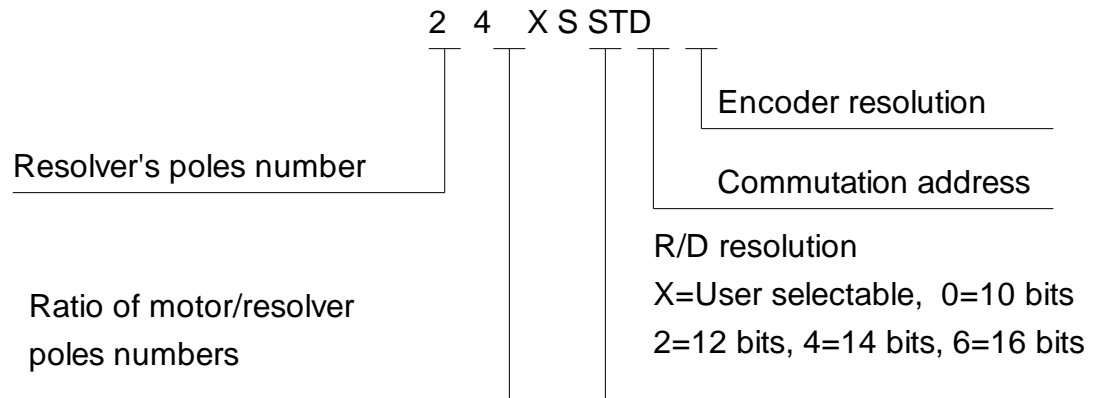 2 4 X S STD
Encoder resolution
Resolver's poles number
Commutation address
R/D resolution
X=User selectable, 0=10 bits
2=12 bits, 4=14 bits, 6=16 bits
Ratio of motor/resolver
poles numbers